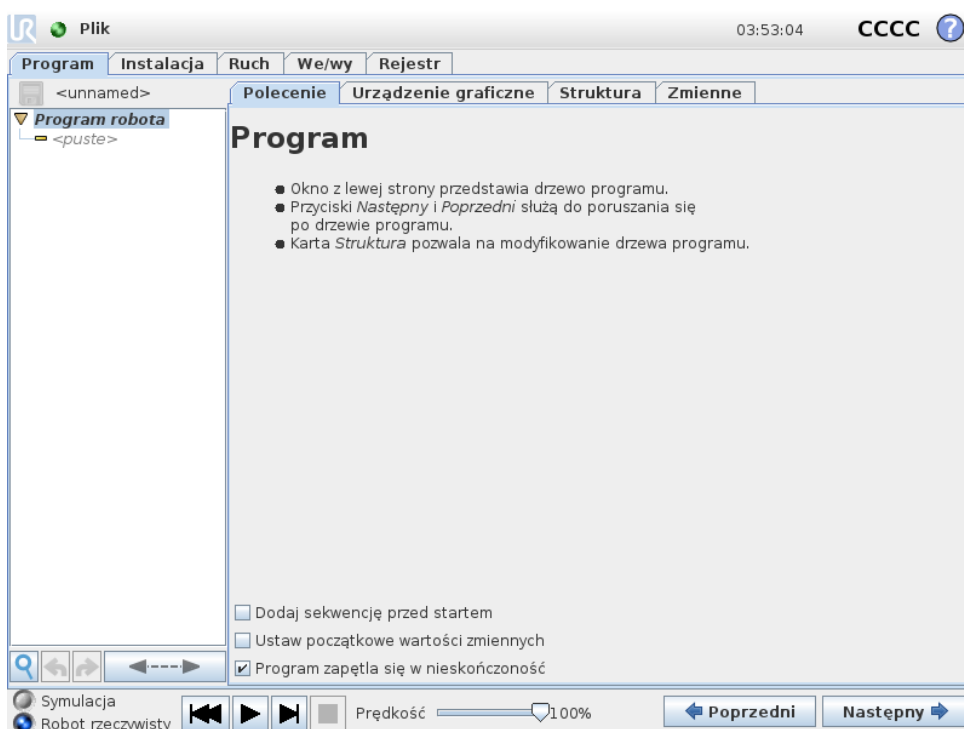 UR Plik 03:53:04 CCCC ?
Program Instalacja Ruch We/wy Rejestr
<unnamed>
Polecenie Urządzenie graficzne Struktura Zmienne
Program robota
<puste>
Program
Okno z lewej strony przedstawia drzewo programu.
Przyciski Następny i Poprzedni służą do poruszania się
po drzewie programu.
Karta Struktura pozwala na modyfikowanie drzewa programu.
Dodaj sekwencję przed startem
Ustaw początkowe wartości zmiennych
Program zapętla się w nieskończoność
Symulacja
Robot rzeczywisty
Prędkość 100%
Poprzedni Następny